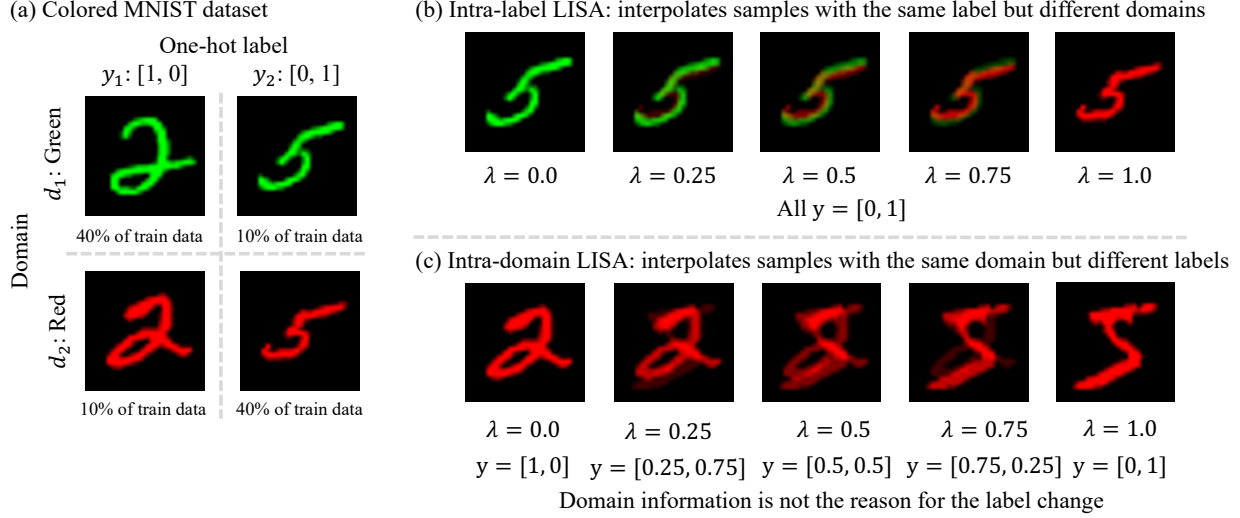 (a) Colored MNIST dataset
One-hot label
y₁: [1, 0] y₂: [0, 1]
Domain
d₁: Green
40% of train data 10% of train data
d₂: Red
10% of train data 40% of train data
(b) Intra-label LISA: interpolates samples with the same label but different domains
λ = 0.0 λ = 0.25 λ = 0.5 λ = 0.75 λ = 1.0
All y = [0, 1]
(c) Intra-domain LISA: interpolates samples with the same domain but different labels
λ = 0.0 λ = 0.25 λ = 0.5 λ = 0.75 λ = 1.0
y = [1, 0] y = [0.25, 0.75] y = [0.5, 0.5] y = [0.75, 0.25] y = [0, 1]
Domain information is not the reason for the label change